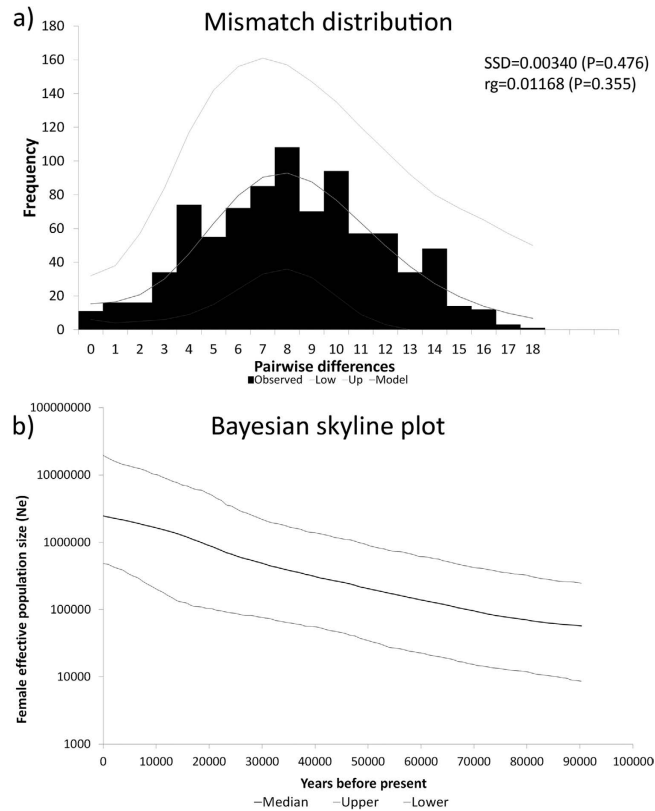 a)
Mismatch distribution
SSD=0.00340 (P=0.476)
rg=0.01168 (P=0.355)
180
160
140
120
100
80
60
40
20
0
Frequency
0 1 2 3 4 5 6 7 8 9 10 11 12 13 14 15 16 17 18
Pairwise differences
Observed Low Up Model
b)
Bayesian skyline plot
100000000
10000000
1000000
100000
10000
1000
Female effective population size (Ne)
0 10000 20000 30000 40000 50000 60000 70000 80000 90000 100000
Years before present
Median Upper Lower